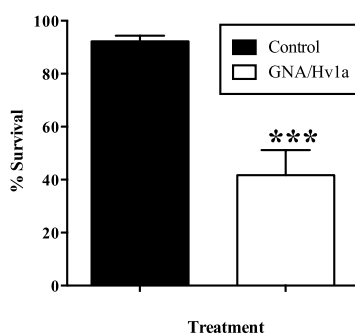 100
80
60
40
20
0
% Survival
Control
GNA/Hv1a
***
Treatment